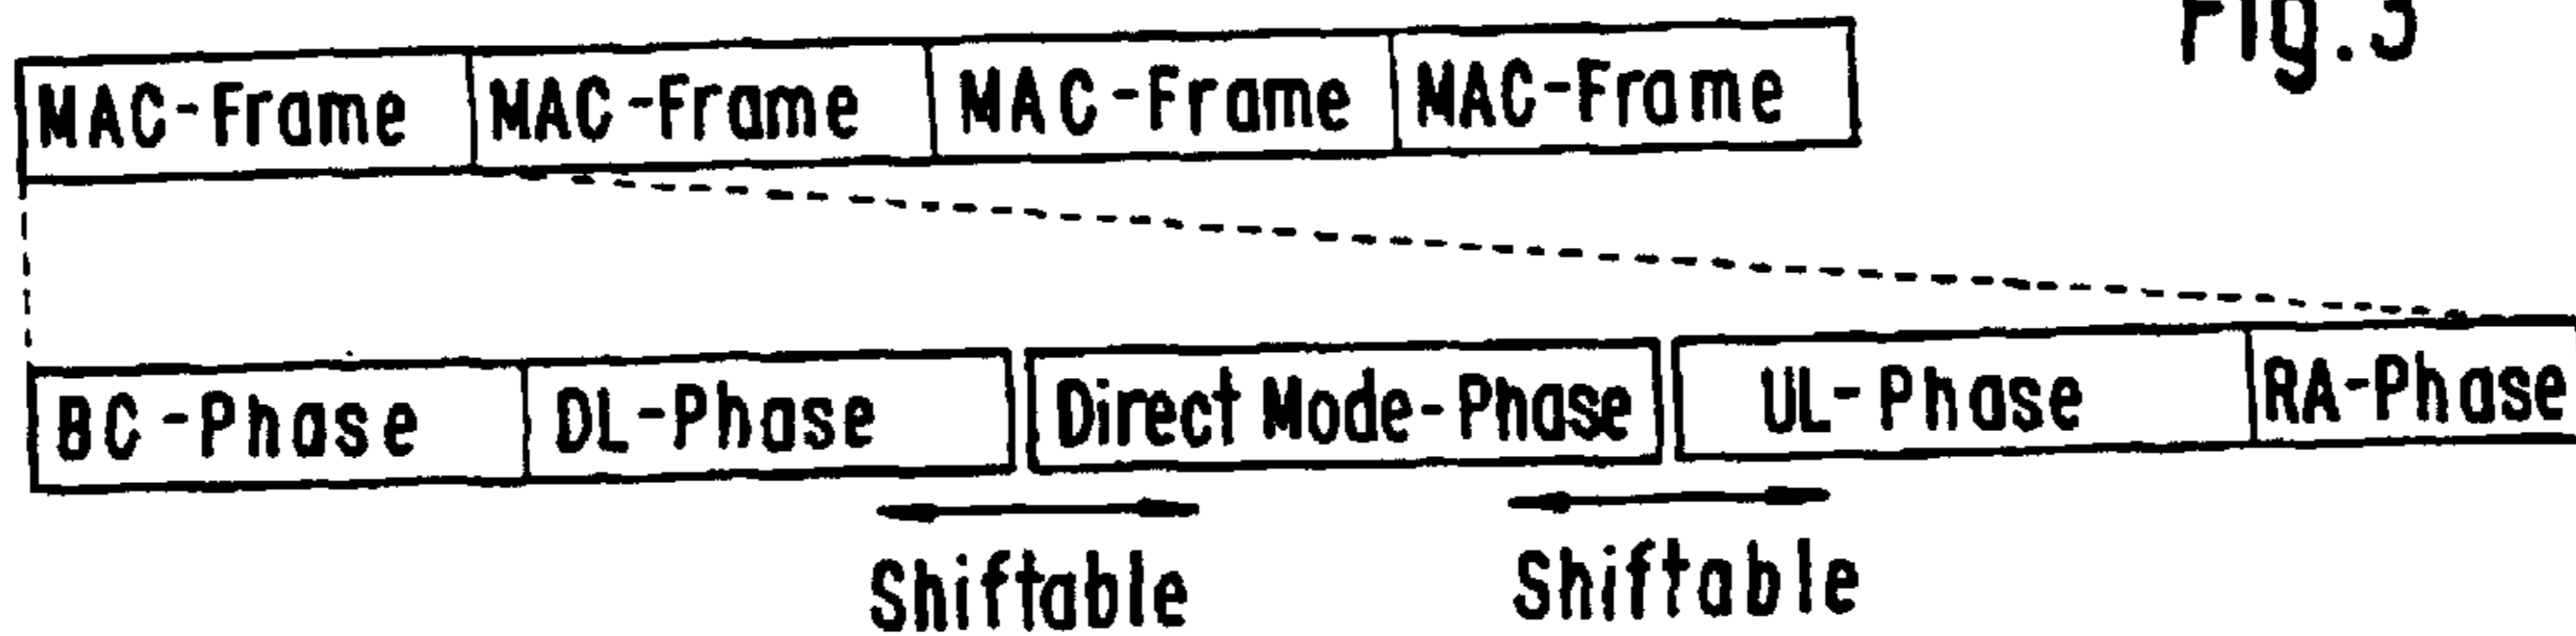 Fig.3
MAC-Frame MAC-Frame MAC-Frame MAC-Frame
BC-Phase DL-Phase Direct Mode-Phase UL-Phase RA-Phase
Shiftable Shiftable